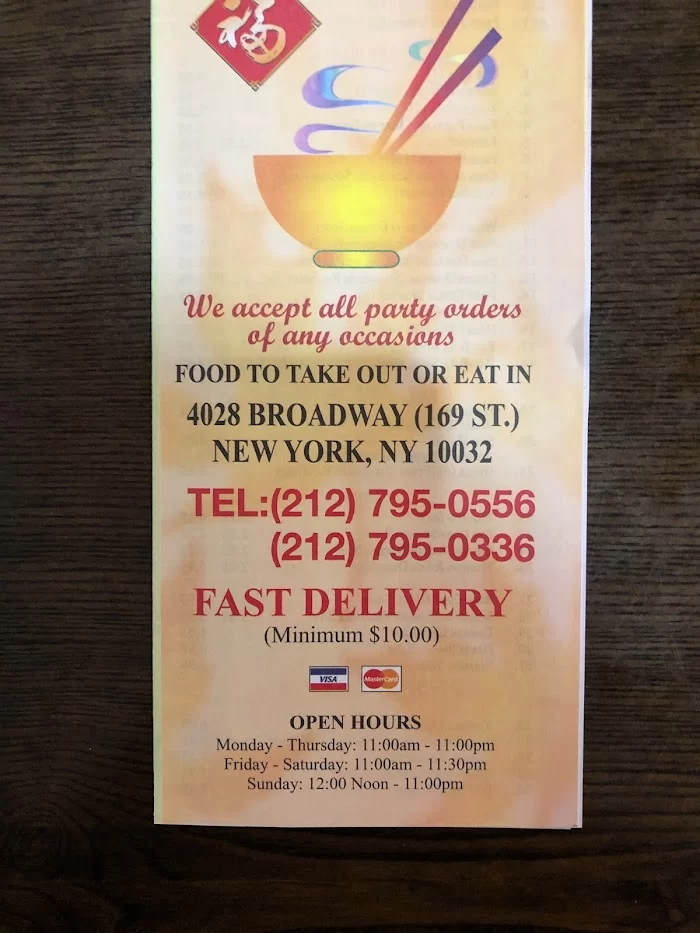 福
We accept all party orders
of any occasions
FOOD TO TAKE OUT OR EAT IN
4028 BROADWAY (169 ST.)
NEW YORK, NY 10032
TEL:(212) 795-0556
(212) 795-0336
FAST DELIVERY
(Minimum $10.00)
VISA MasterCard
OPEN HOURS
Monday - Thursday: 11:00am - 11:00pm
Friday - Saturday: 11:00am - 11:30pm
Sunday: 12:00 Noon - 11:00pm